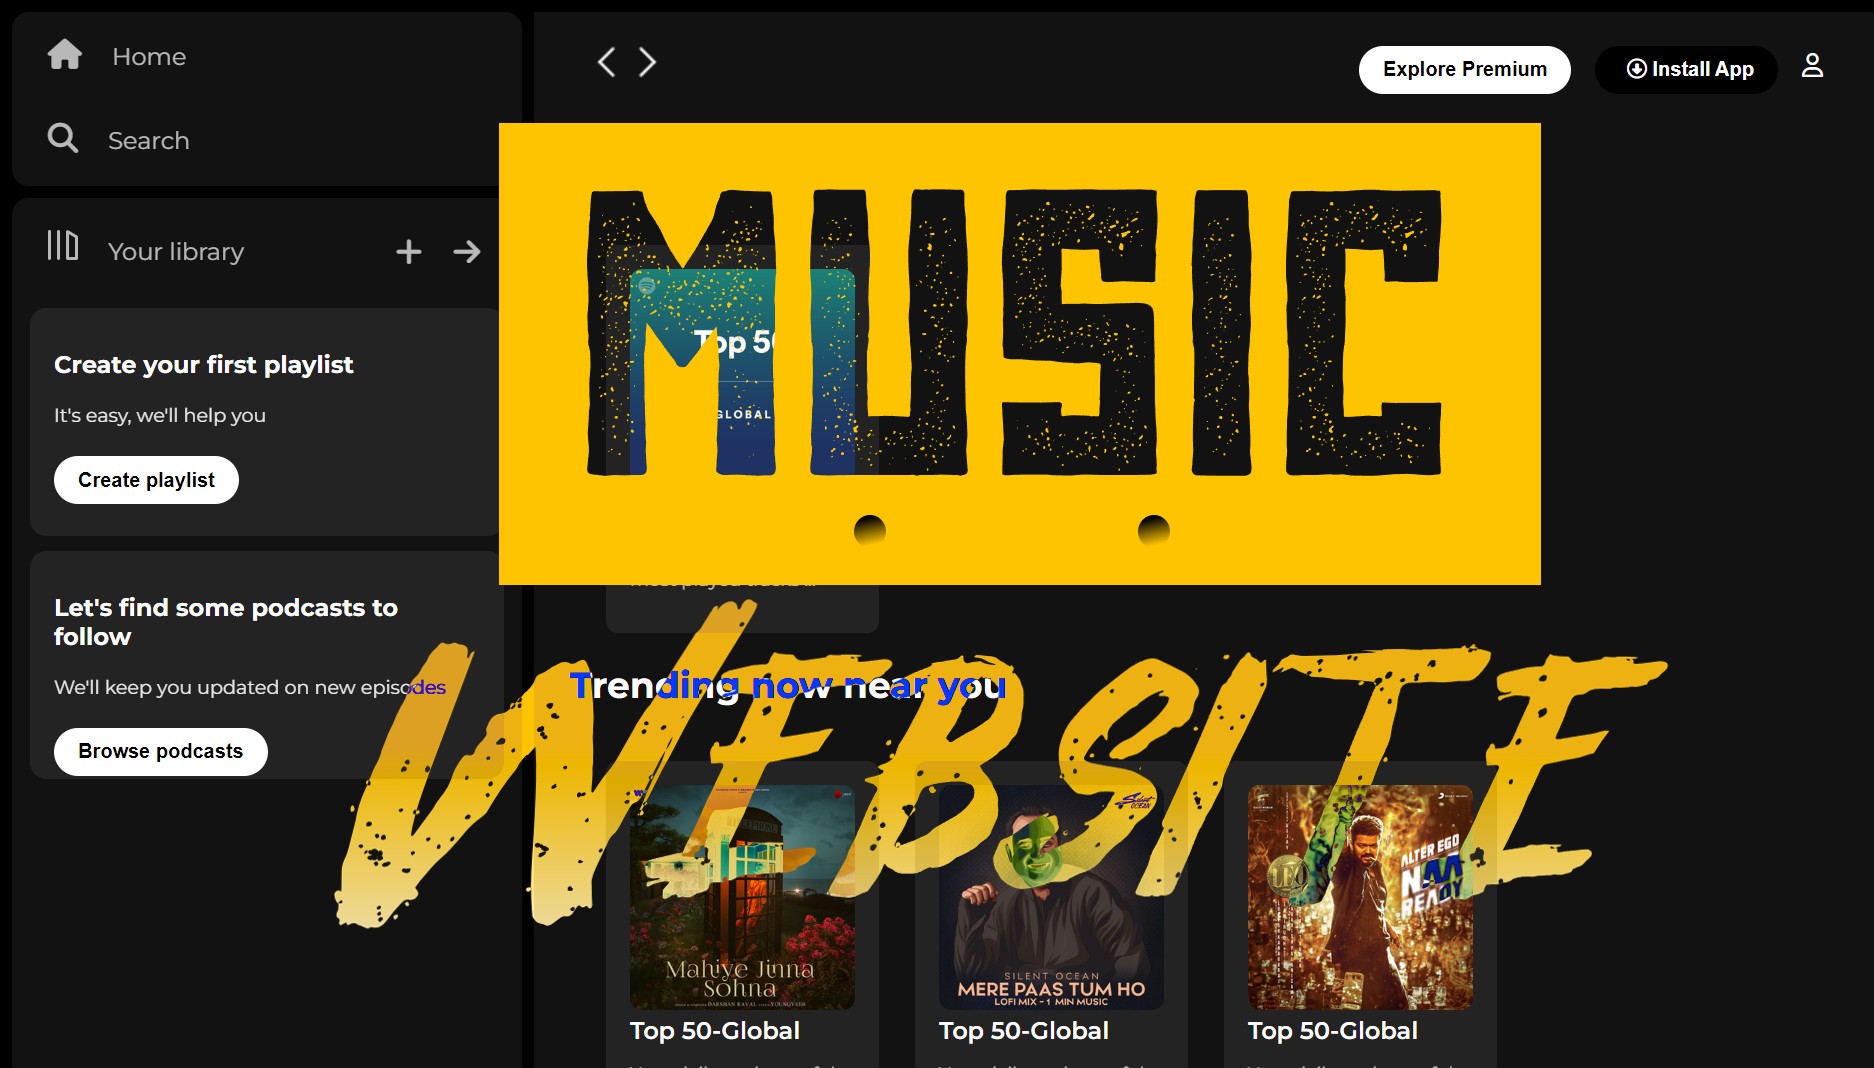 Home
Search
Your library
Create your first playlist
It's easy, we'll help you
Create playlist
Let's find some podcasts to
follow
We'll keep you updated on new episodes
Browse podcasts
Explore Premium
Install App
MUSIC
Top 50
GLOBAL
WEBSITE
Trending now near you
Mahiye Jinna
Sohna
DARSHAN RAVAL
YOUNGVEER
Top 50-Global
Silent
OCEAN
SILENT OCEAN
MERE PAAS TUM HO
LOFI MIX - 1 MIN MUSIC
Top 50-Global
LEO
ALTER EGO
NAA
READY
Top 50-Global